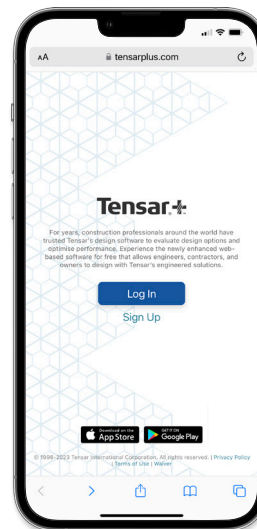 AA tensarplus.com
Tensar+
For years, construction professionals around the world have
trusted Tensar's design software to evaluate design options and
optimise performance. Experience the newly enhanced web-
based software for free that allows engineers, contractors, and
owners to design with Tensar's engineered solutions.
Log In
Sign Up
Download on the App Store GET IT ON Google Play
© 1998-2023 Tensar International Corporation. All rights reserved. | Privacy Policy
| Terms of Use | Waiver